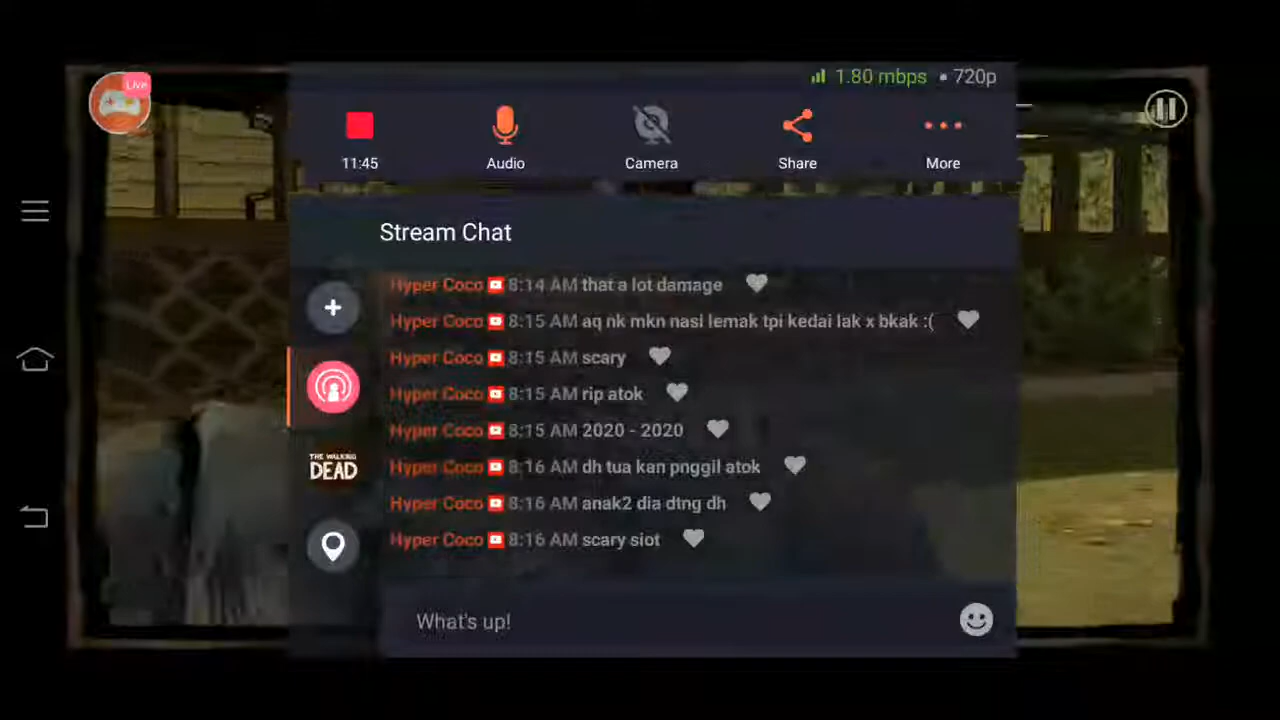 Live
1.80 mbps • 720p
11:45
Audio
Camera
Share
More
Stream Chat
Hyper Coco 8:14 AM that a lot damage
Hyper Coco 8:15 AM aq nk mkn nasi lemak tpi kedai lak x bkak :(
Hyper Coco 8:15 AM scary
Hyper Coco 8:15 AM rip atok
Hyper Coco 8:15 AM 2020 - 2020
Hyper Coco 8:16 AM dh tua kan pnggil atok
Hyper Coco 8:16 AM anak2 dia dtng dh
Hyper Coco 8:16 AM scary siot
THE WALKING
DEAD
What's up!